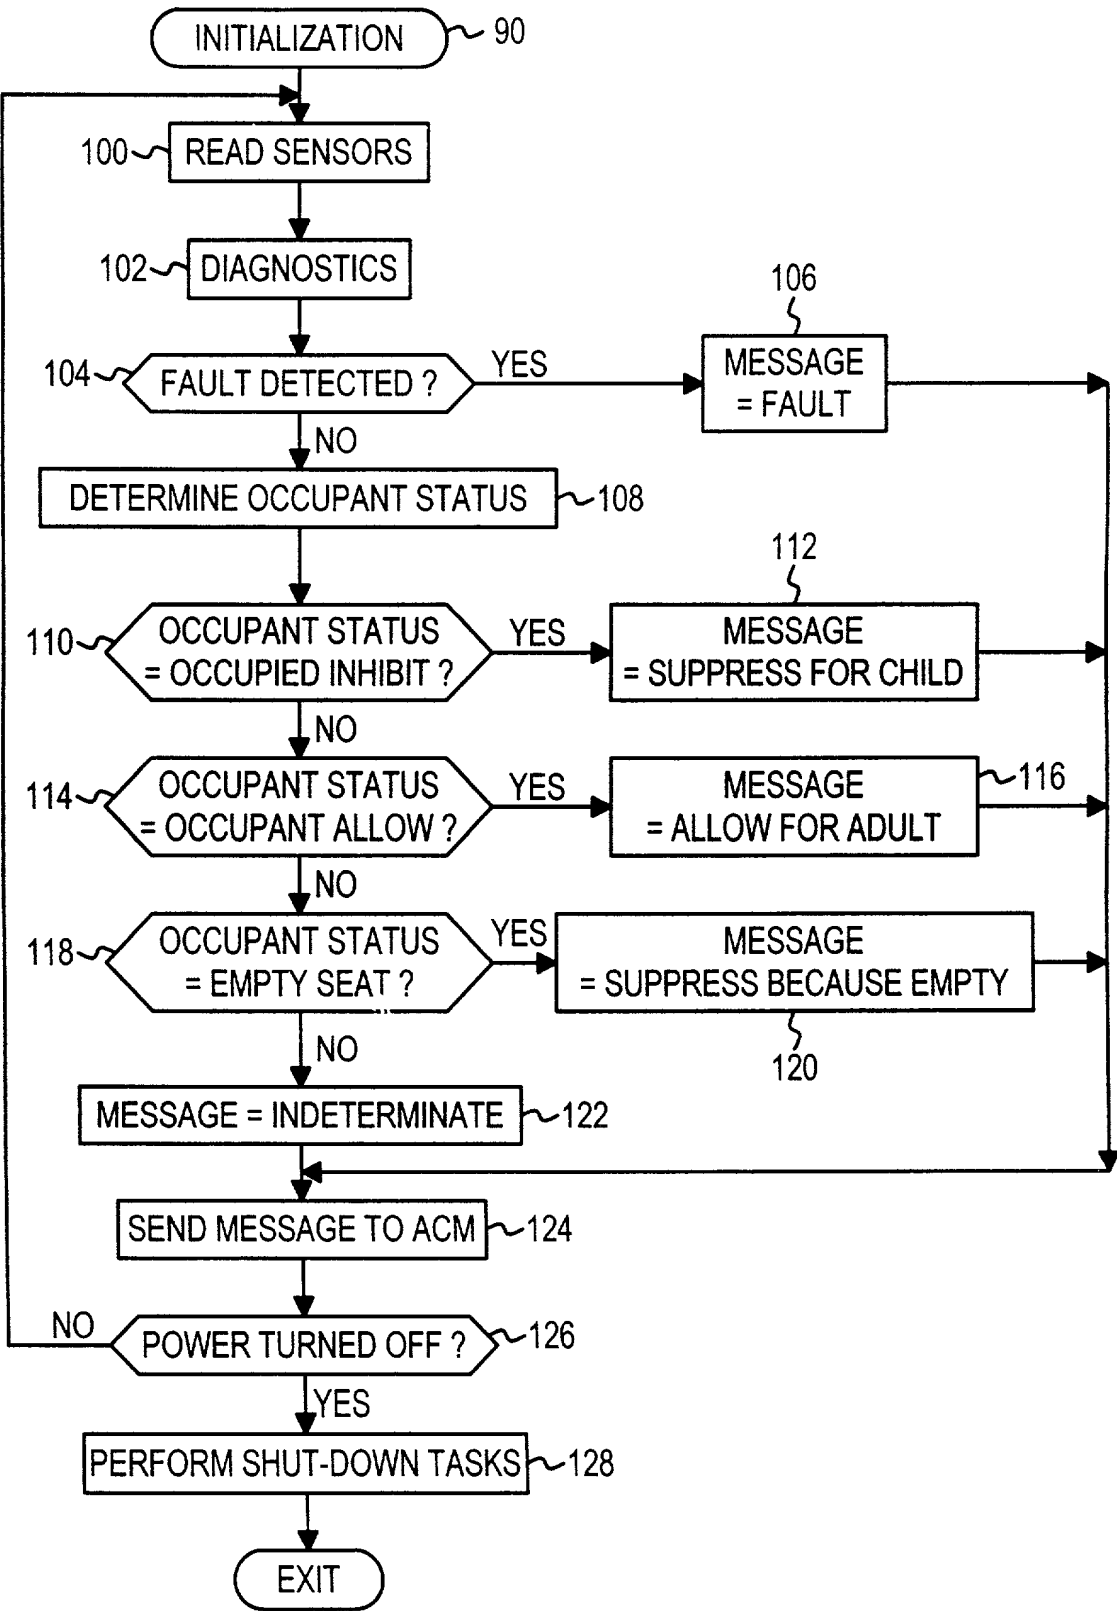 INITIALIZATION
90
READ SENSORS
100
DIAGNOSTICS
102
FAULT DETECTED ?
104
YES
MESSAGE
= FAULT
106
NO
DETERMINE OCCUPANT STATUS
108
OCCUPANT STATUS
= OCCUPIED INHIBIT ?
110
YES
MESSAGE
= SUPPRESS FOR CHILD
112
NO
OCCUPANT STATUS
= OCCUPANT ALLOW ?
114
YES
MESSAGE
= ALLOW FOR ADULT
116
NO
OCCUPANT STATUS
= EMPTY SEAT ?
118
YES
MESSAGE
= SUPPRESS BECAUSE EMPTY
120
NO
MESSAGE = INDETERMINATE
122
SEND MESSAGE TO ACM
124
NO
POWER TURNED OFF ?
126
YES
PERFORM SHUT-DOWN TASKS
128
EXIT